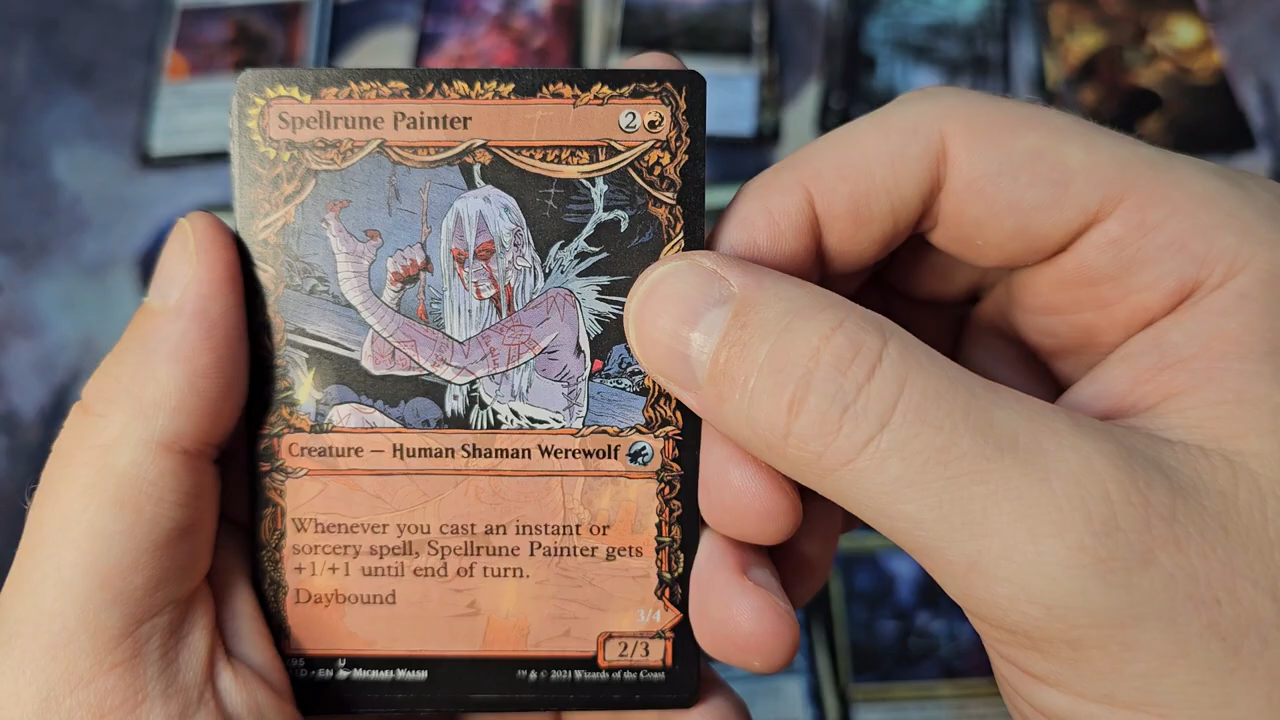 Spellrune Painter 2
Creature — Human Shaman Werewolf
Whenever you cast an instant or
sorcery spell, Spellrune Painter gets
+1/+1 until end of turn.
Daybound
3/4
2/3
U
EN MICHAEL WALSH
™ & © 2021 Wizards of the Coast